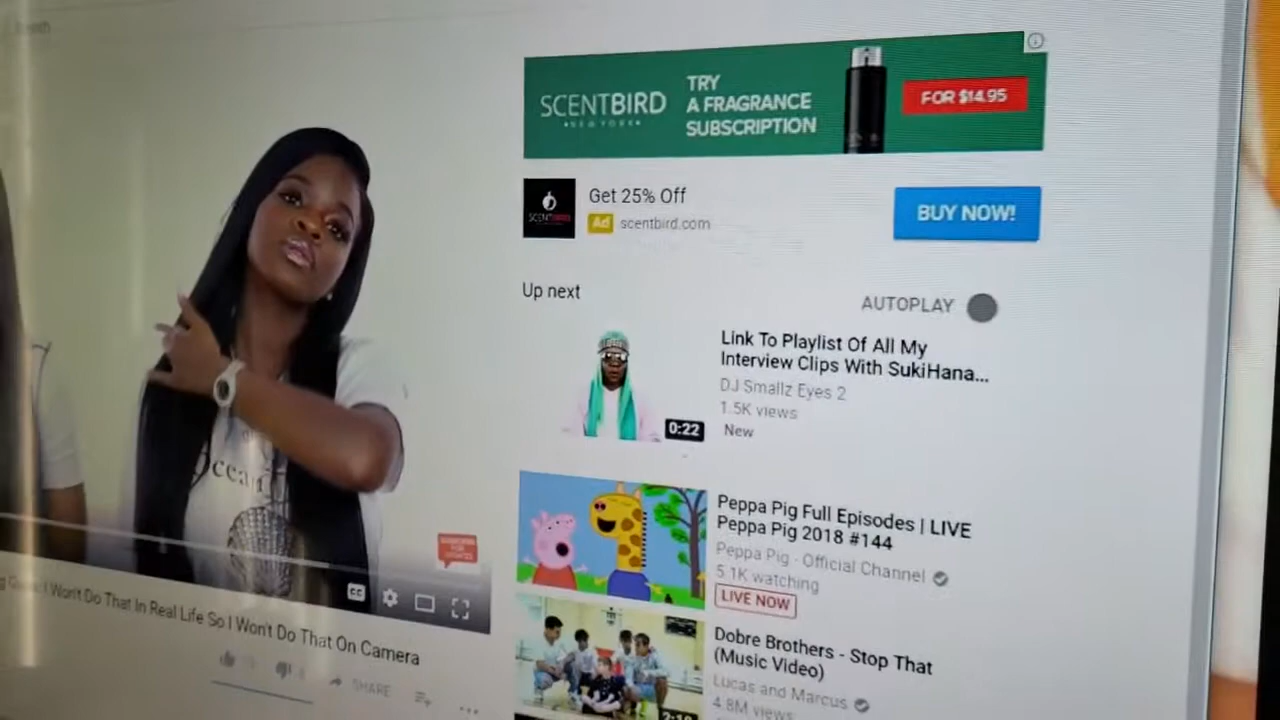 SCENTBIRD
NEW YORK
TRY
A FRAGRANCE
SUBSCRIPTION
FOR $14.95
Get 25% Off
Ad scentbird.com
BUY NOW!
Up next
AUTOPLAY
Link To Playlist Of All My
Interview Clips With SukiHana...
DJ Smallz Eyes 2
1.5K views
New
0:22
Peppa Pig Full Episodes | LIVE
Peppa Pig 2018 #144
Peppa Pig - Official Channel
5.1K watching
LIVE NOW
Dobre Brothers - Stop That
(Music Video)
Lucas and Marcus
4.8M views
Ocean
CC
I Won't Do That In Real Life So I Won't Do That On Camera
SHARE